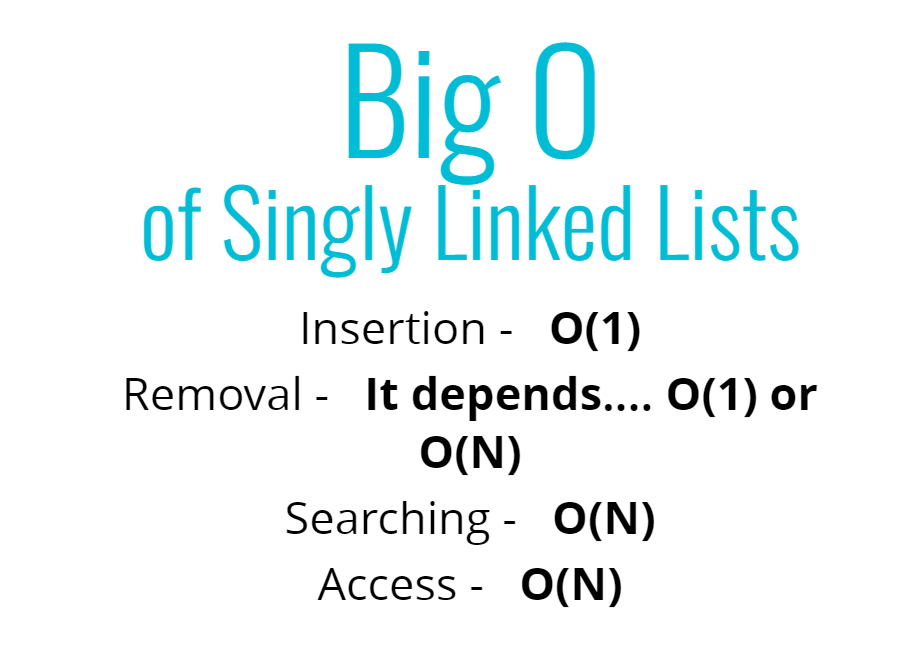 Big O
of Singly Linked Lists
Insertion - O(1)
Removal - It depends.... O(1) or
O(N)
Searching - O(N)
Access - O(N)